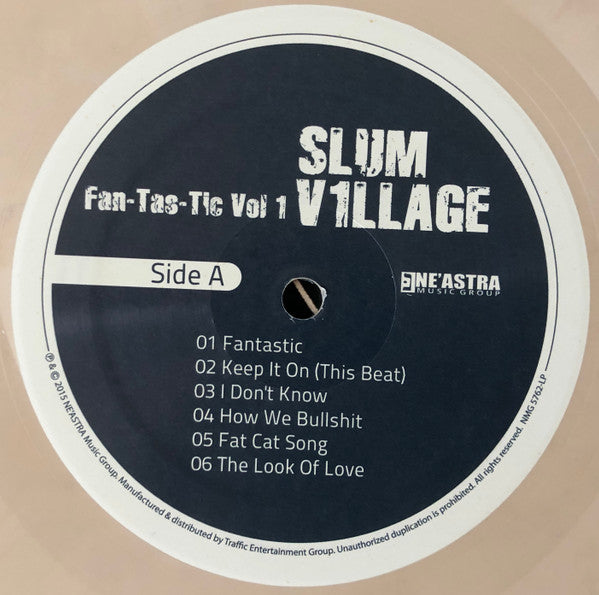 SLUM
Fan-Tas-Tic Vol 1 V1LLAGE
Side A
NE'ASTRA
MUSIC GROUP
01 Fantastic
02 Keep It On (This Beat)
03 I Don't Know
04 How We Bullshit
05 Fat Cat Song
06 The Look Of Love
℗ & © 2015 NE'ASTRA Music Group. Manufactured & distributed by Traffic Entertainment Group. Unauthorized duplication is prohibited. All rights reserved. NMG 5762-LP